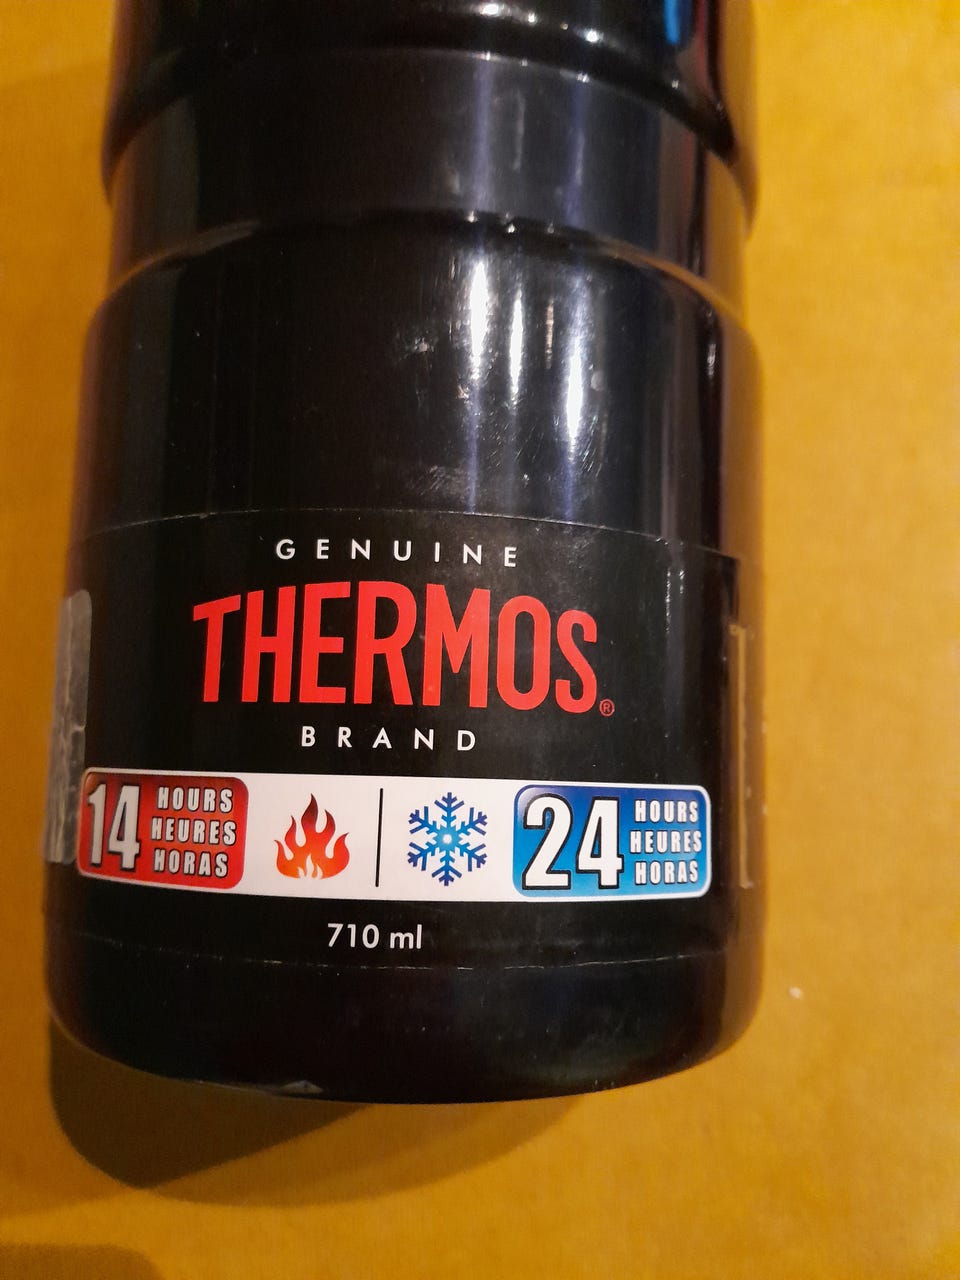 GENUINE
THERMOS®
BRAND
14 HOURS
HEURES
HORAS
24 HOURS
HEURES
HORAS
710 ml